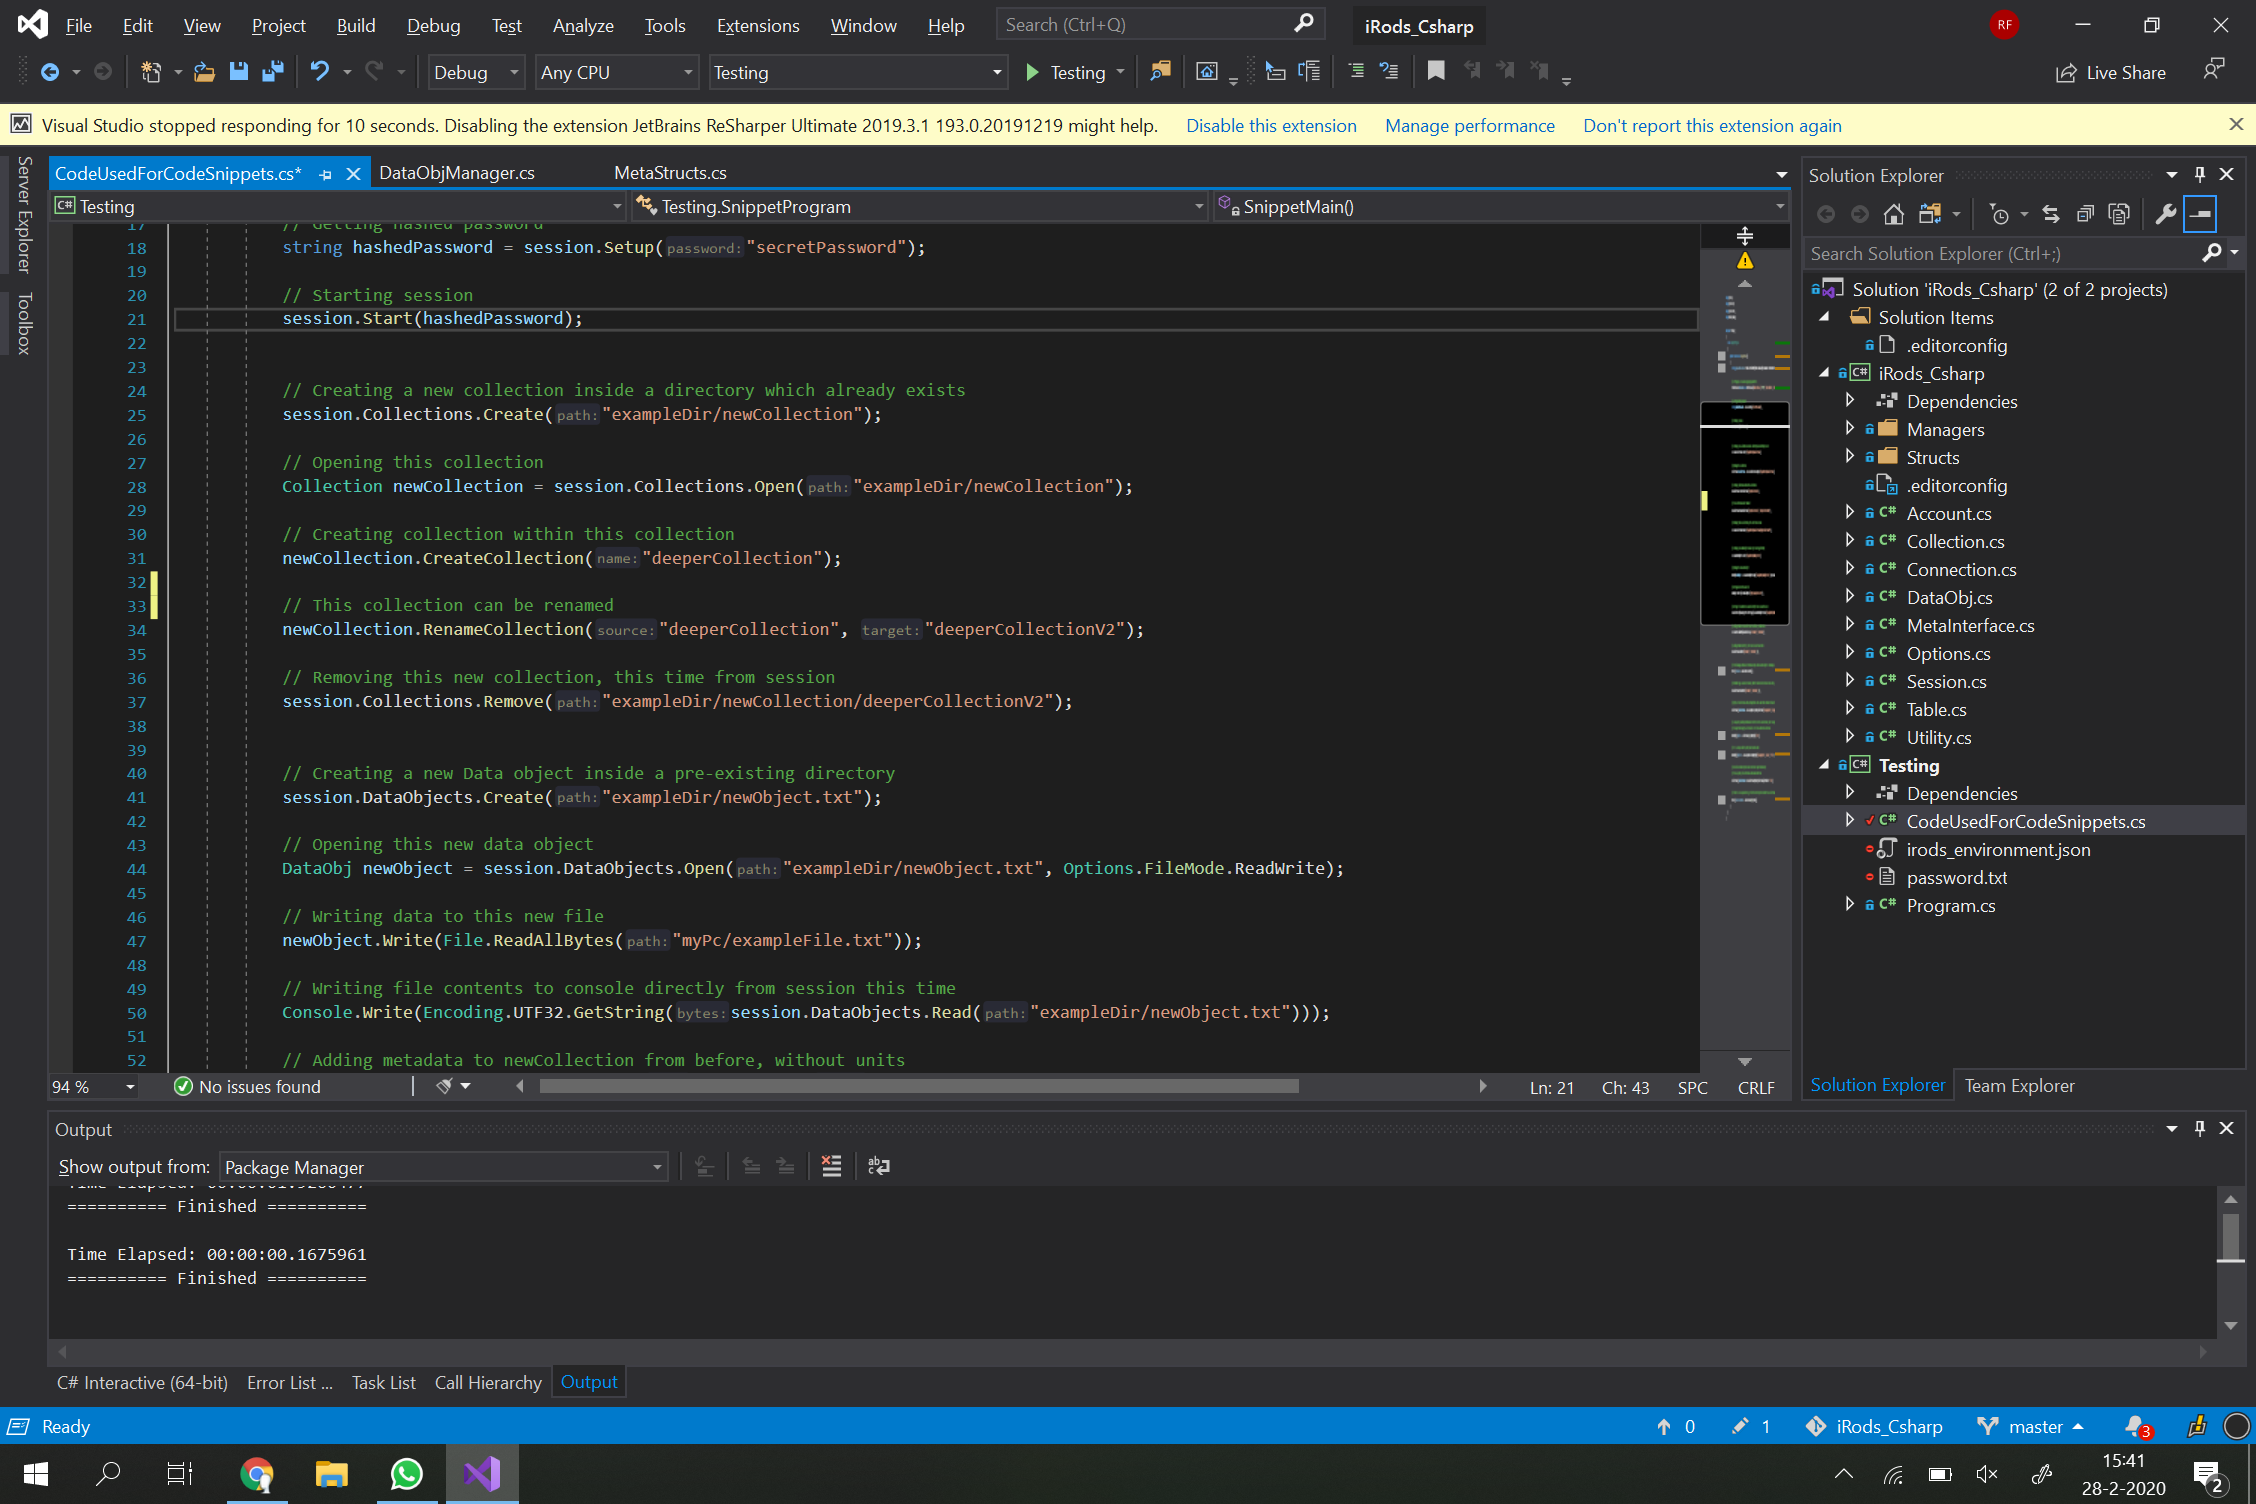 File Edit View Project Build Debug Test Analyze Tools Extensions Window Help Search (Ctrl+Q) iRods_Csharp RF
Debug Any CPU Testing Testing Live Share
Visual Studio stopped responding for 10 seconds. Disabling the extension JetBrains ReSharper Ultimate 2019.3.1 193.0.20191219 might help. Disable this extension Manage performance Don't report this extension again
Server Explorer
Toolbox
CodeUsedForCodeSnippets.cs* DataObjManager.cs MetaStructs.cs
C# Testing Testing.SnippetProgram SnippetMain()
17 // Getting hashed password
18 string hashedPassword = session.Setup(password: "secretPassword");
19
20 // Starting session
21 session.Start(hashedPassword);
22
23
24 // Creating a new collection inside a directory which already exists
25 session.Collections.Create(path: "exampleDir/newCollection");
26
27 // Opening this collection
28 Collection newCollection = session.Collections.Open(path: "exampleDir/newCollection");
29
30 // Creating collection within this collection
31 newCollection.CreateCollection(name: "deeperCollection");
32
33 // This collection can be renamed
34 newCollection.RenameCollection(source: "deeperCollection", target: "deeperCollectionV2");
35
36 // Removing this new collection, this time from session
37 session.Collections.Remove(path: "exampleDir/newCollection/deeperCollectionV2");
38
39
40 // Creating a new Data object inside a pre-existing directory
41 session.DataObjects.Create(path: "exampleDir/newObject.txt");
42
43 // Opening this new data object
44 DataObj newObject = session.DataObjects.Open(path: "exampleDir/newObject.txt", Options.FileMode.ReadWrite);
45
46 // Writing data to this new file
47 newObject.Write(File.ReadAllBytes(path: "myPc/exampleFile.txt"));
48
49 // Writing file contents to console directly from session this time
50 Console.Write(Encoding.UTF32.GetString(bytes: session.DataObjects.Read(path: "exampleDir/newObject.txt")));
51
52 // Adding metadata to newCollection from before, without units
94 % No issues found Ln: 21 Ch: 43 SPC CRLF
Solution Explorer
Search Solution Explorer (Ctrl+;)
Solution 'iRods_Csharp' (2 of 2 projects)
Solution Items
.editorconfig
C# iRods_Csharp
Dependencies
Managers
Structs
.editorconfig
C# Account.cs
C# Collection.cs
C# Connection.cs
C# DataObj.cs
C# MetaInterface.cs
C# Options.cs
C# Session.cs
C# Table.cs
C# Utility.cs
C# Testing
Dependencies
C# CodeUsedForCodeSnippets.cs
irods_environment.json
password.txt
C# Program.cs
Solution Explorer Team Explorer
Output
Show output from: Package Manager
Time Elapsed:
========== Finished ==========
Time Elapsed: 00:00:00.1675961
========== Finished ==========
C# Interactive (64-bit) Error List ... Task List Call Hierarchy Output
Ready 0 1 iRods_Csharp master 3
15:41
28-2-2020 2